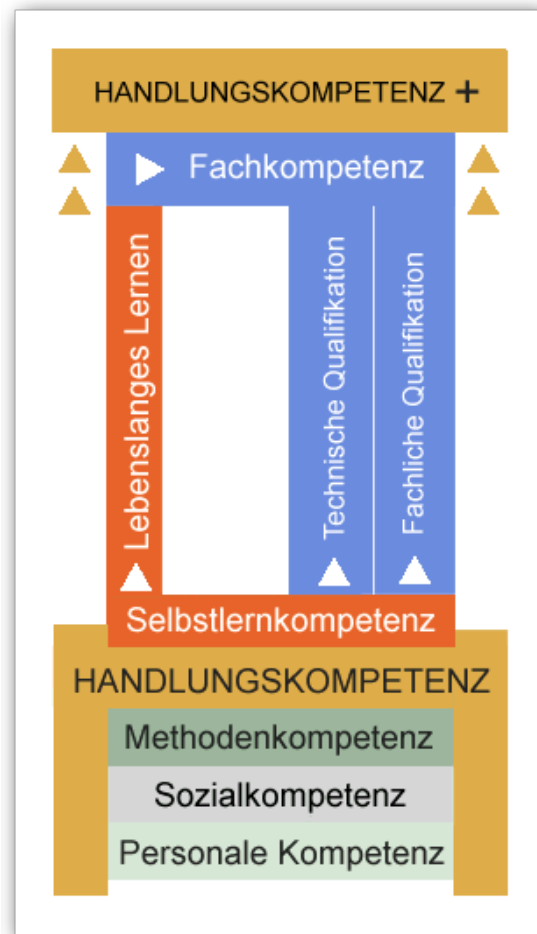 HANDLUNGSKOMPETENZ +
Fachkompetenz
Lebenslanges Lernen
Technische Qualifikation
Fachliche Qualifikation
Selbstlernkompetenz
HANDLUNGSKOMPETENZ
Methodenkompetenz
Sozialkompetenz
Personale Kompetenz